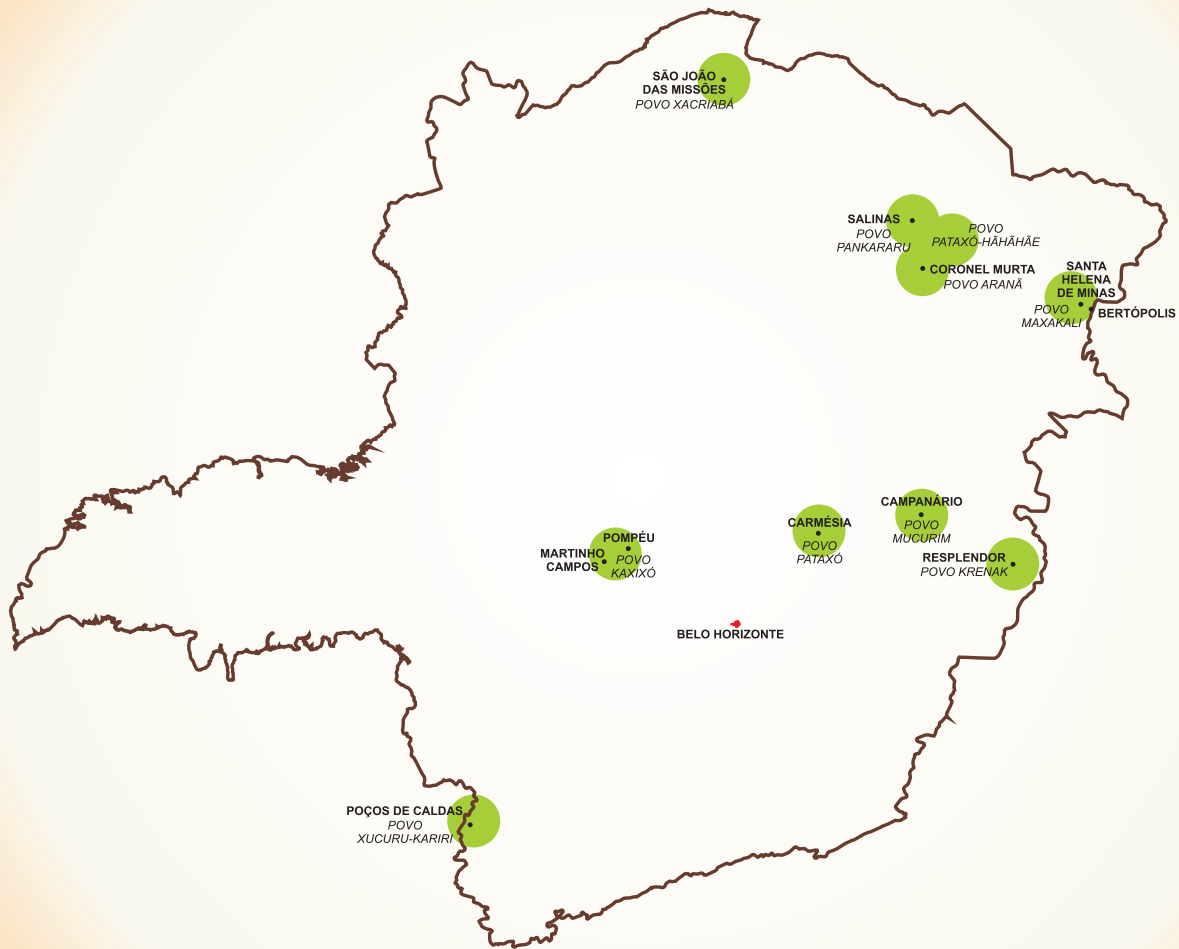 SÃO JOÃO
DAS MISSÕES
POVO XACRIABÁ
SALINAS
POVO
PANKARARU
POVO
PATAXÓ-HÃHÃHÃE
CORONEL MURTA
POVO ARANÃ
SANTA
HELENA
DE MINAS
POVO
MAXAKALI
BERTÓPOLIS
CAMPANÁRIO
POVO
MUCURIM
CARMÉSIA
POVO
PATAXÓ
POMPÉU
MARTINHO
CAMPOS
POVO
KAXIXÓ
RESPLENDOR
POVO KRENAK
BELO HORIZONTE
POÇOS DE CALDAS
POVO
XUCURU-KARIRI